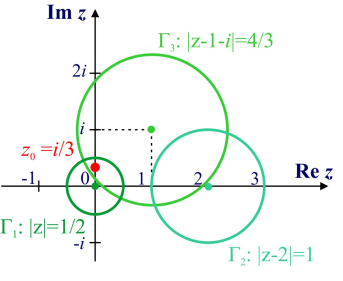 Im z
Γ₃: |z-1-i|=4/3
2i
i
z₀ =i/3
-1
0
1
2
3
Re z
Γ₁: |z|=1/2
-i
Γ₂: |z-2|=1